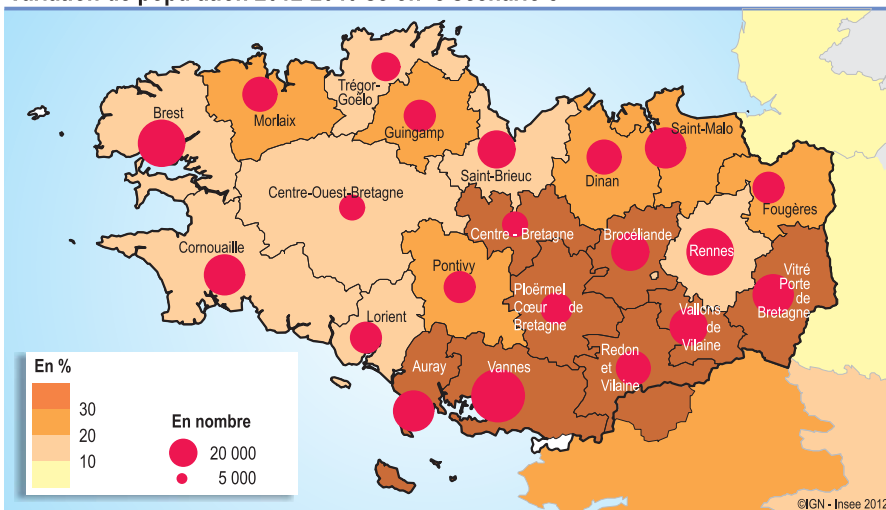 Brest
Morlaix
Trégor-
Goëlo
Guingamp
Saint-Brieuc
Saint-Malo
Dinan
Fougères
Centre-Ouest-Bretagne
Centre - Bretagne
Brocéliande
Rennes
Cornouaille
Pontivy
Ploërmel
Cœur de
Bretagne
Vitré
Porte
de
Bretagne
Lorient
Vallons
de
Vilaine
Auray
Vannes
Redon
et
Vilaine
En %
30
20
10
En nombre
20 000
5 000
©IGN - Insee 2012